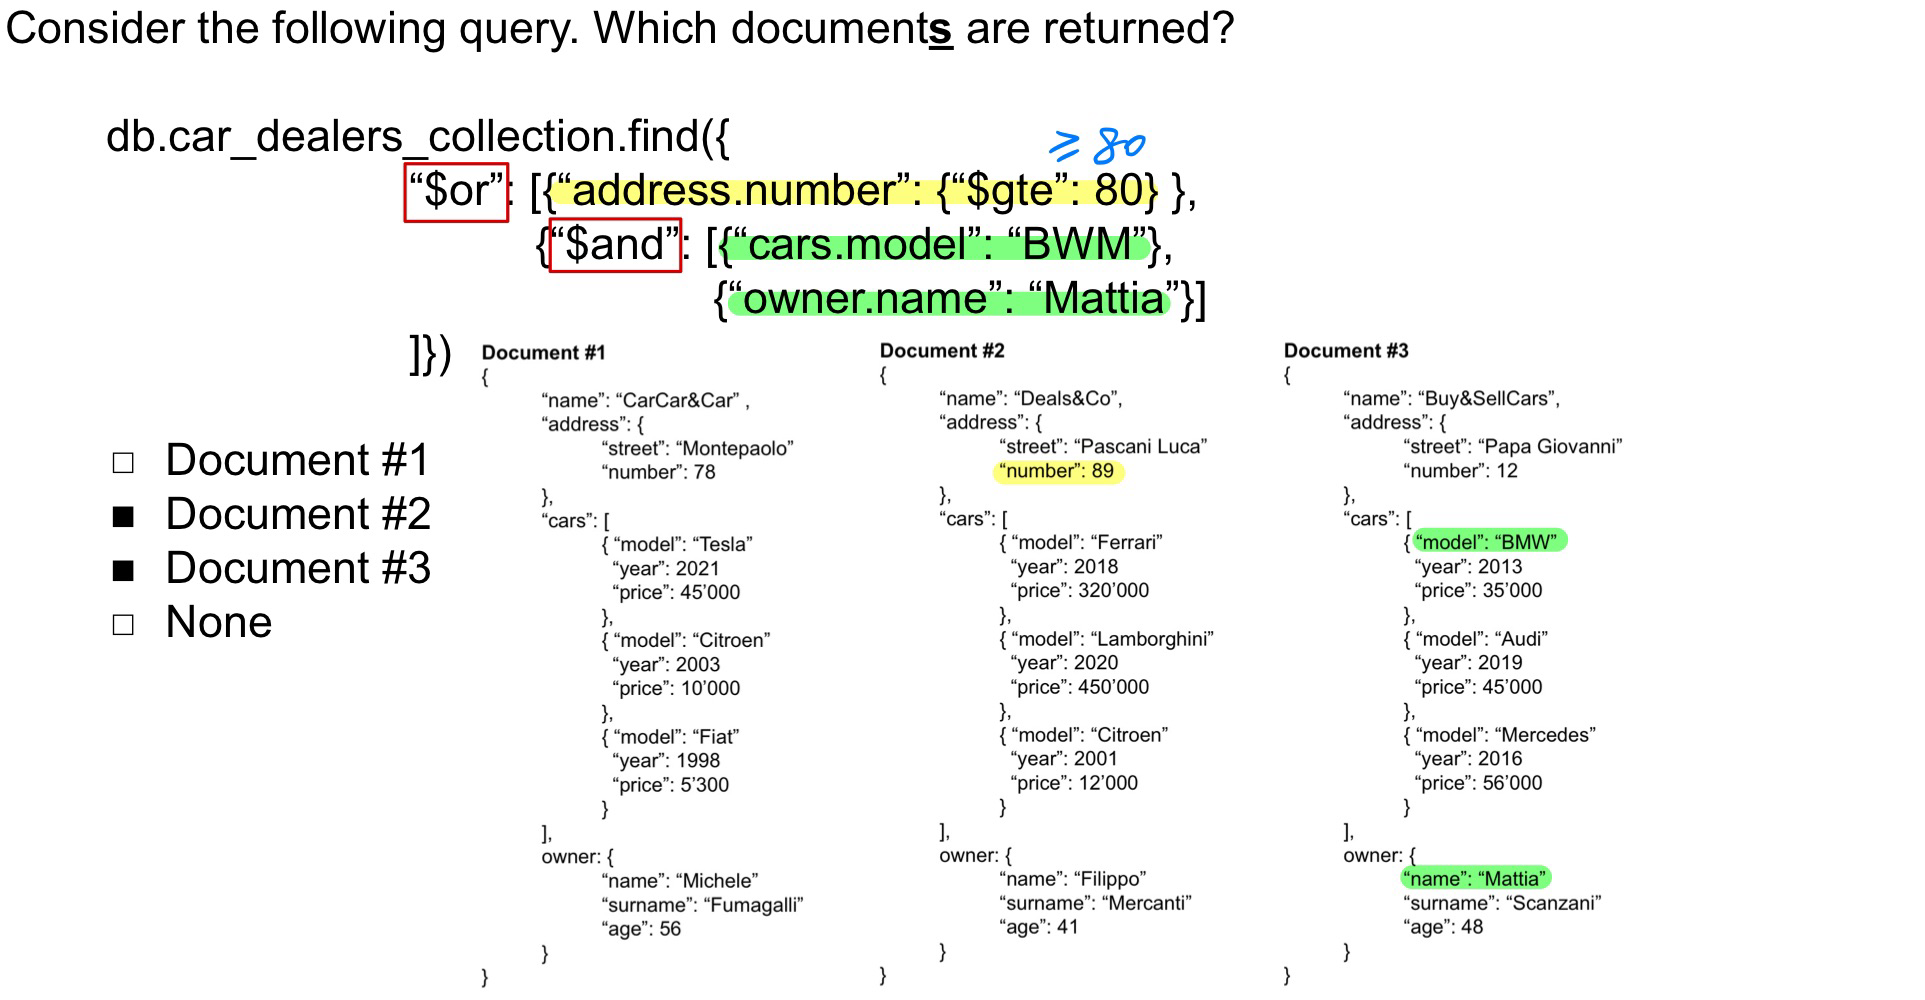 Consider the following query. Which documents are returned?
db.car_dealers_collection.find({
≥ 80
“$or”: [{“address.number”: {“$gte”: 80} },
{“$and”: [{“cars.model”: “BWM”},
{“owner.name”: “Mattia”}]
]})
□ Document #1
■ Document #2
■ Document #3
□ None
Document #1
{
“name”: “CarCar&Car” ,
“address”: {
“street”: “Montepaolo”
“number”: 78
},
“cars”: [
{ “model”: “Tesla”
“year”: 2021
“price”: 45’000
},
{ “model”: “Citroen”
“year”: 2003
“price”: 10’000
},
{ “model”: “Fiat”
“year”: 1998
“price”: 5’300
}
],
owner: {
“name”: “Michele”
“surname”: “Fumagalli”
“age”: 56
}
}
Document #2
{
“name”: “Deals&Co”,
“address”: {
“street”: “Pascani Luca”
“number”: 89
},
“cars”: [
{ “model”: “Ferrari”
“year”: 2018
“price”: 320’000
},
{ “model”: “Lamborghini”
“year”: 2020
“price”: 450’000
},
{ “model”: “Citroen”
“year”: 2001
“price”: 12’000
}
],
owner: {
“name”: “Filippo”
“surname”: “Mercanti”
“age”: 41
}
}
Document #3
{
“name”: “Buy&SellCars”,
“address”: {
“street”: “Papa Giovanni”
“number”: 12
},
“cars”: [
{ “model”: “BMW”
“year”: 2013
“price”: 35’000
},
{ “model”: “Audi”
“year”: 2019
“price”: 45’000
},
{ “model”: “Mercedes”
“year”: 2016
“price”: 56’000
}
],
owner: {
“name”: “Mattia”
“surname”: “Scanzani”
“age”: 48
}
}